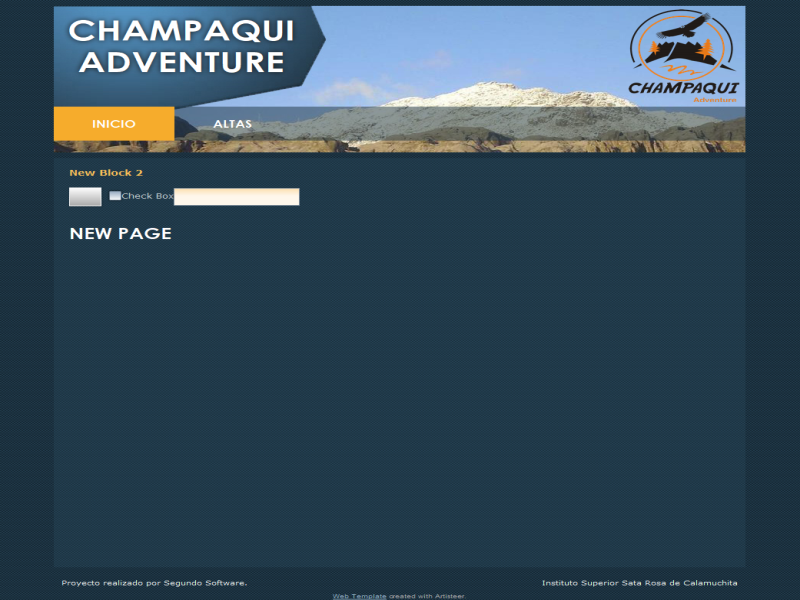 CHAMPAQUI
ADVENTURE
CHAMPAQUI
Adventure
INICIO ALTAS
New Block 2
Check Box
NEW PAGE
Proyecto realizado por Segundo Software. Instituto Superior Sata Rosa de Calamuchita
Web Template created with Artisteer.